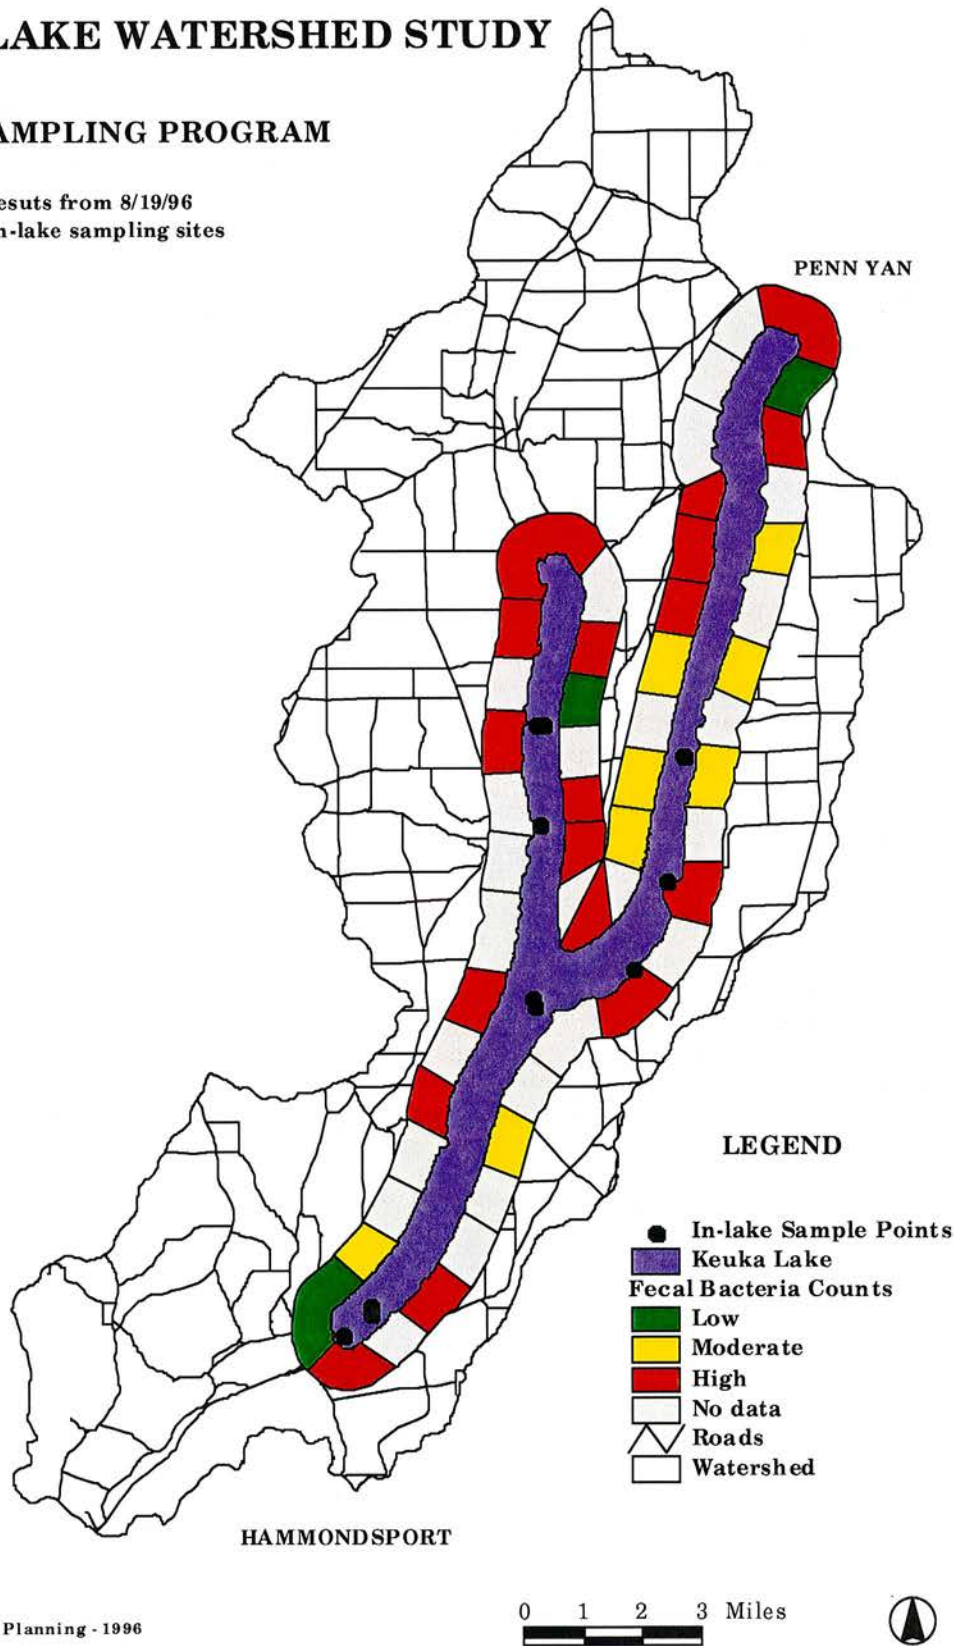 LAKE WATERSHED STUDY
AMPLING PROGRAM
esuts from 8/19/96
n-lake sampling sites
PENN YAN
LEGEND
In-lake Sample Points
Keuka Lake
Fecal Bacteria Counts
Low
Moderate
High
No data
Roads
Watershed
HAMMONDSPORT
0 1 2 3 Miles
Planning - 1996